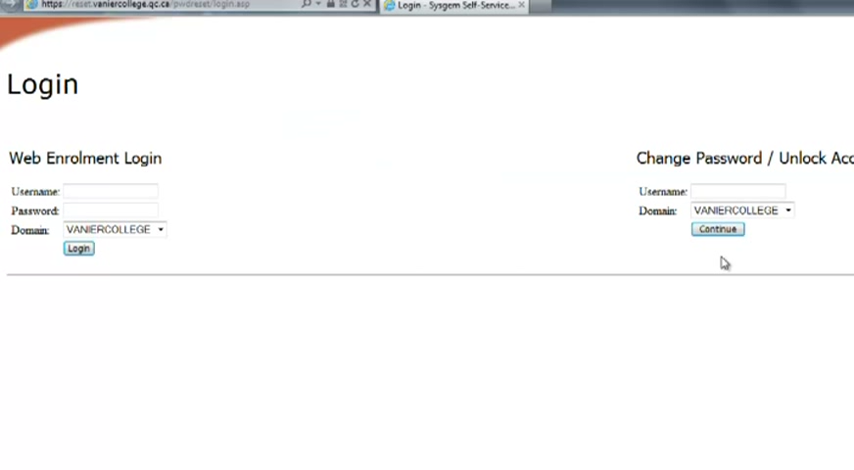 https://reset.vaniercollege.qc.ca/pwdreset/login.asp
Login - Sysgem Self-Service...
Login
Web Enrolment Login
Username:
Password:
Domain: VANIERCOLLEGE
Login
Change Password / Unlock Acc
Username:
Domain: VANIERCOLLEGE
Continue